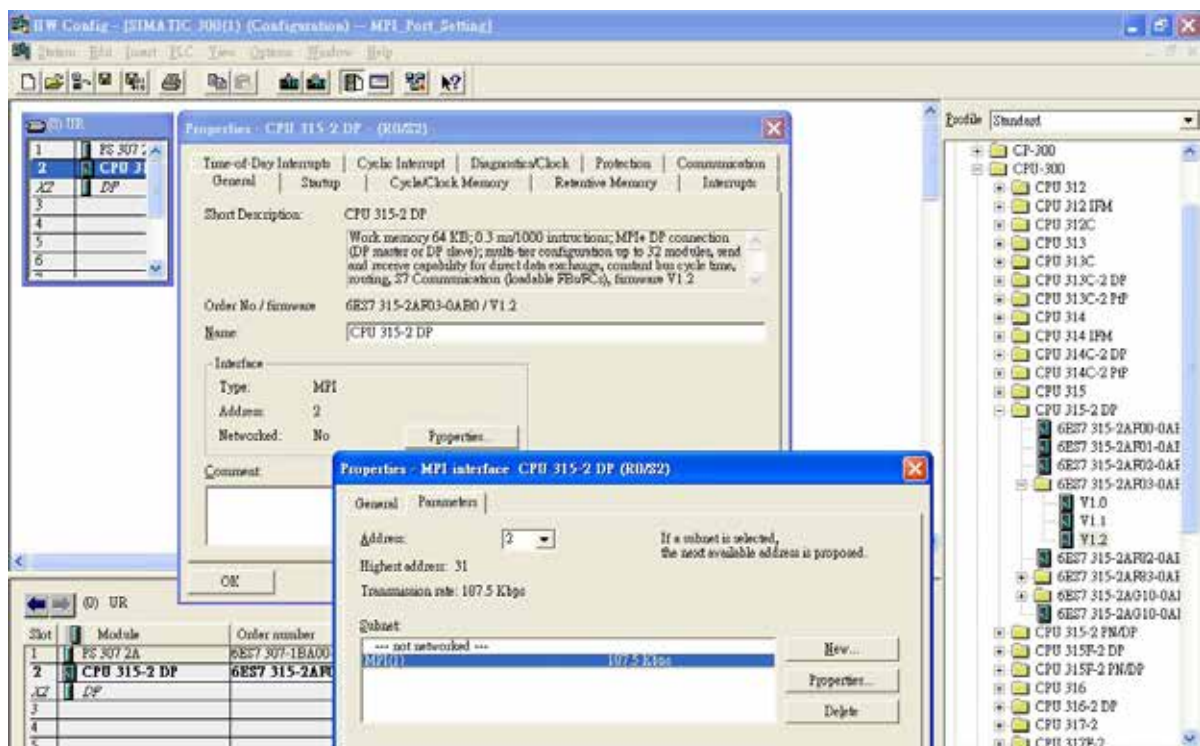 HW Config - [SIMATIC 300(1) (Configuration) -- MPI_Port_Setting]
Station Edit Insert PLC View Options Window Help
(0) UR
1 PS 307 2
2 CPU 31
X2 DP
3
4
5
6
Properties - CPU 315-2 DP - (R0/S2)
Time-of-Day Interrupts Cyclic Interrupt Diagnostics/Clock Protection Communication
General Startup Cycle/Clock Memory Retentive Memory Interrupts
Short Description: CPU 315-2 DP
Work memory 64 KB; 0.3 ms/1000 instructions; MPI+ DP connection
(DP master or DP slave); multi-tier configuration up to 32 modules, send
and receive capability for direct data exchange, constant bus cycle time,
routing, S7 Communication (loadable FBs/FCs), firmware V1.2
Order No./ firmware 6ES7 315-2AF03-0AB0 / V1.2
Name: CPU 315-2 DP
Interface
Type: MPI
Address: 2
Networked: No Properties...
Comment:
OK
Properties - MPI interface CPU 315-2 DP (R0/S2)
General Parameters
Address: 2
If a subnet is selected,
the next available address is proposed.
Highest address: 31
Transmission rate: 187.5 Kbps
Subnet:
--- not networked ---
MPI(1) 187.5 Kbps
New...
Properties...
Delete
(0) UR
Slot Module Order number
1 PS 307 2A 6ES7 307-1BA00-
2 CPU 315-2 DP 6ES7 315-2AF0
X2 DP
3
4
5
Profile Standard
CP-300
CPU-300
CPU 312
CPU 312 IFM
CPU 312C
CPU 313
CPU 313C
CPU 313C-2 DP
CPU 313C-2 PtP
CPU 314
CPU 314 IFM
CPU 314C-2 DP
CPU 314C-2 PtP
CPU 315
CPU 315-2 DP
6ES7 315-2AF00-0AB
6ES7 315-2AF01-0AB
6ES7 315-2AF02-0AB
6ES7 315-2AF03-0AB
V1.0
V1.1
V1.2
6ES7 315-2AF82-0AB
6ES7 315-2AF83-0AB
6ES7 315-2AG10-0AB
6ES7 315-2AG10-0AB
CPU 315-2 PN/DP
CPU 315F-2 DP
CPU 315F-2 PN/DP
CPU 316
CPU 316-2 DP
CPU 317-2
CPU 317F-2